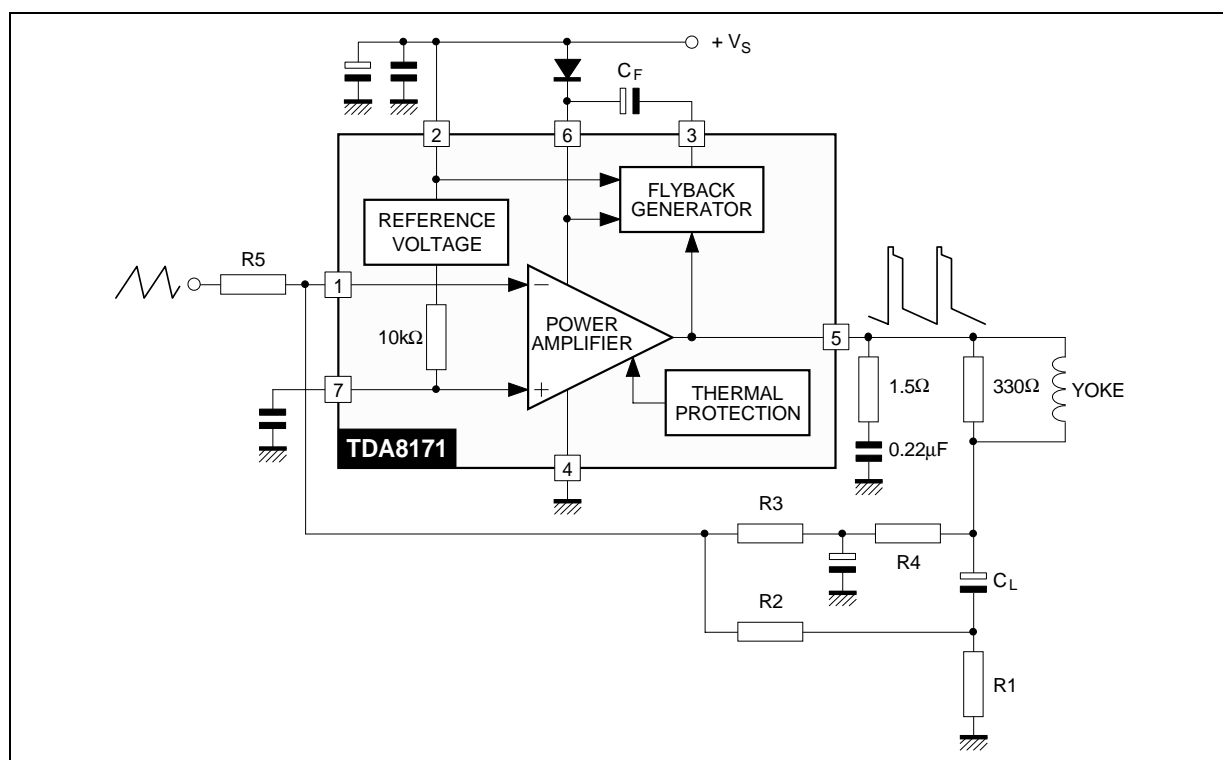 + VS
CF
2
6
3
FLYBACK
GENERATOR
REFERENCE
VOLTAGE
R5
1
−
10kΩ
POWER
AMPLIFIER
5
7
+
THERMAL
PROTECTION
1.5Ω
330Ω
YOKE
TDA8171
4
0.22μF
R3
R4
CL
R2
R1